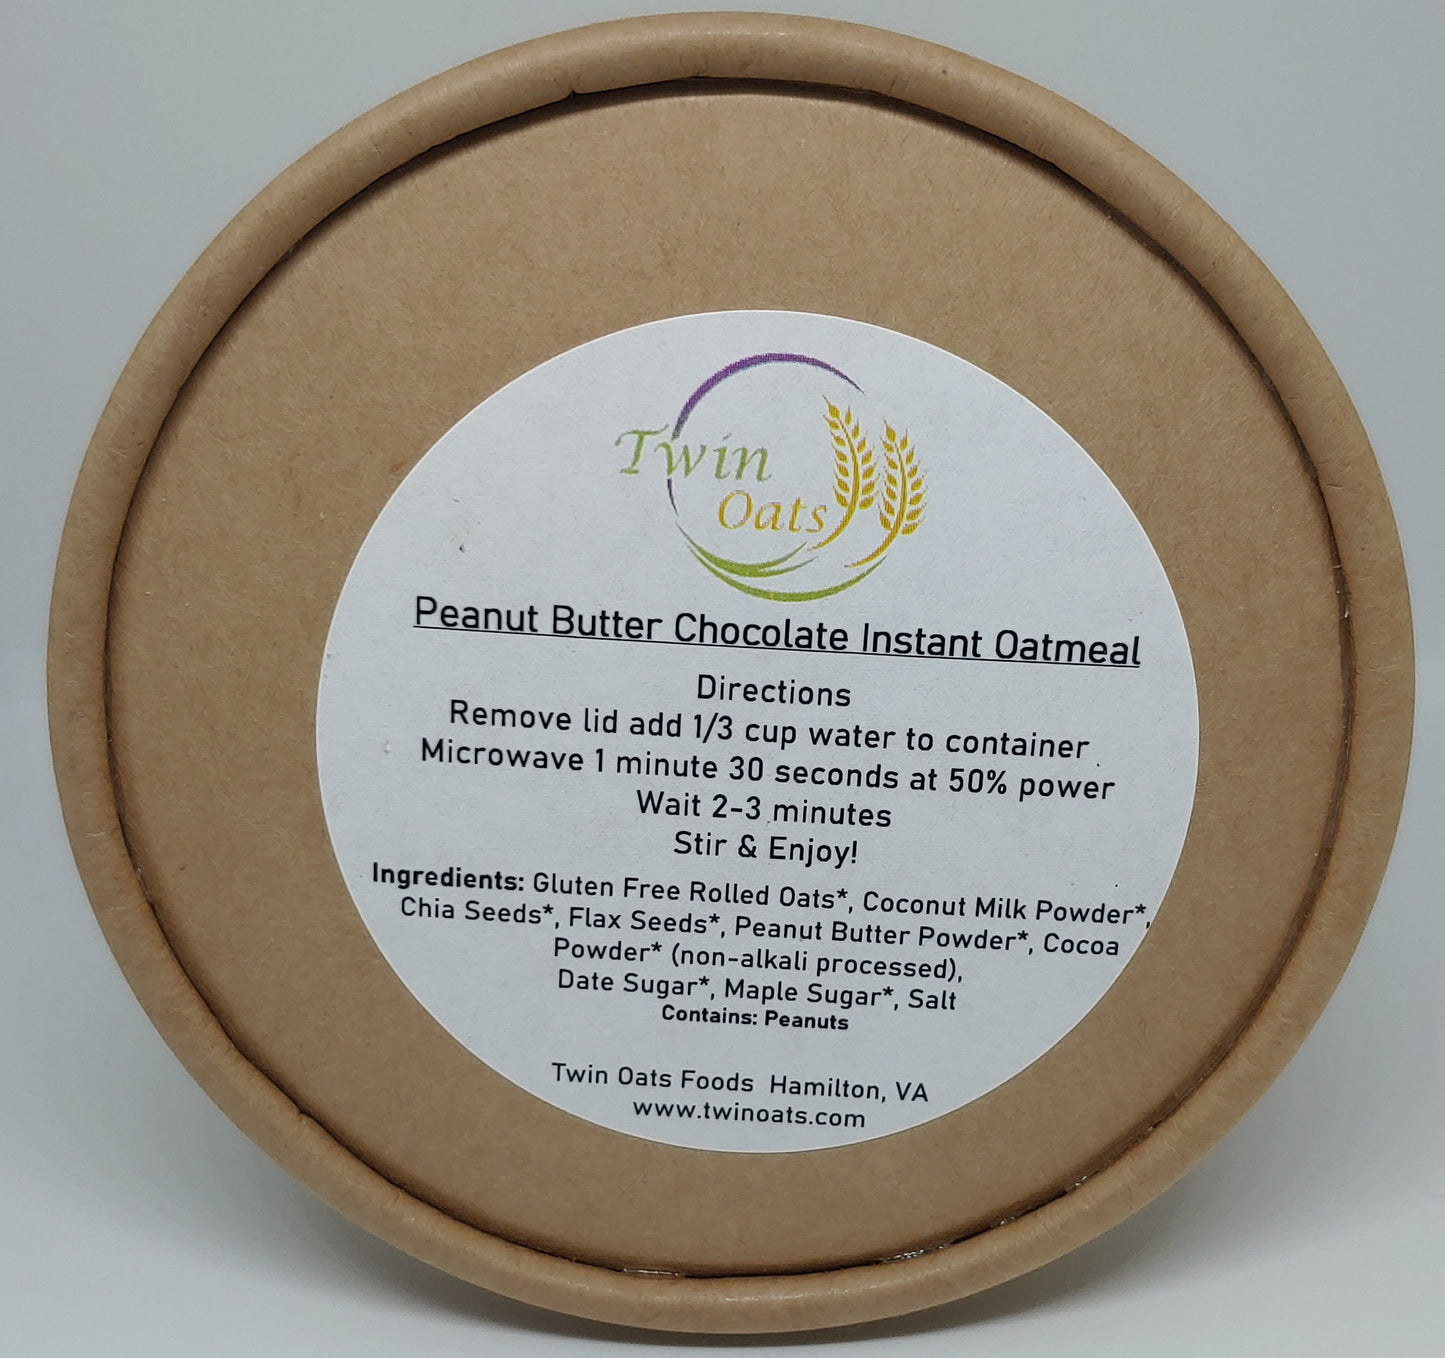 Twin
Oats
Peanut Butter Chocolate Instant Oatmeal
Directions
Remove lid add 1/3 cup water to container
Microwave 1 minute 30 seconds at 50% power
Wait 2-3 minutes
Stir & Enjoy!
Ingredients: Gluten Free Rolled Oats*, Coconut Milk Powder*,
Chia Seeds*, Flax Seeds*, Peanut Butter Powder*, Cocoa
Powder* (non-alkali processed),
Date Sugar*, Maple Sugar*, Salt
Contains: Peanuts
Twin Oats Foods Hamilton, VA
www.twinoats.com